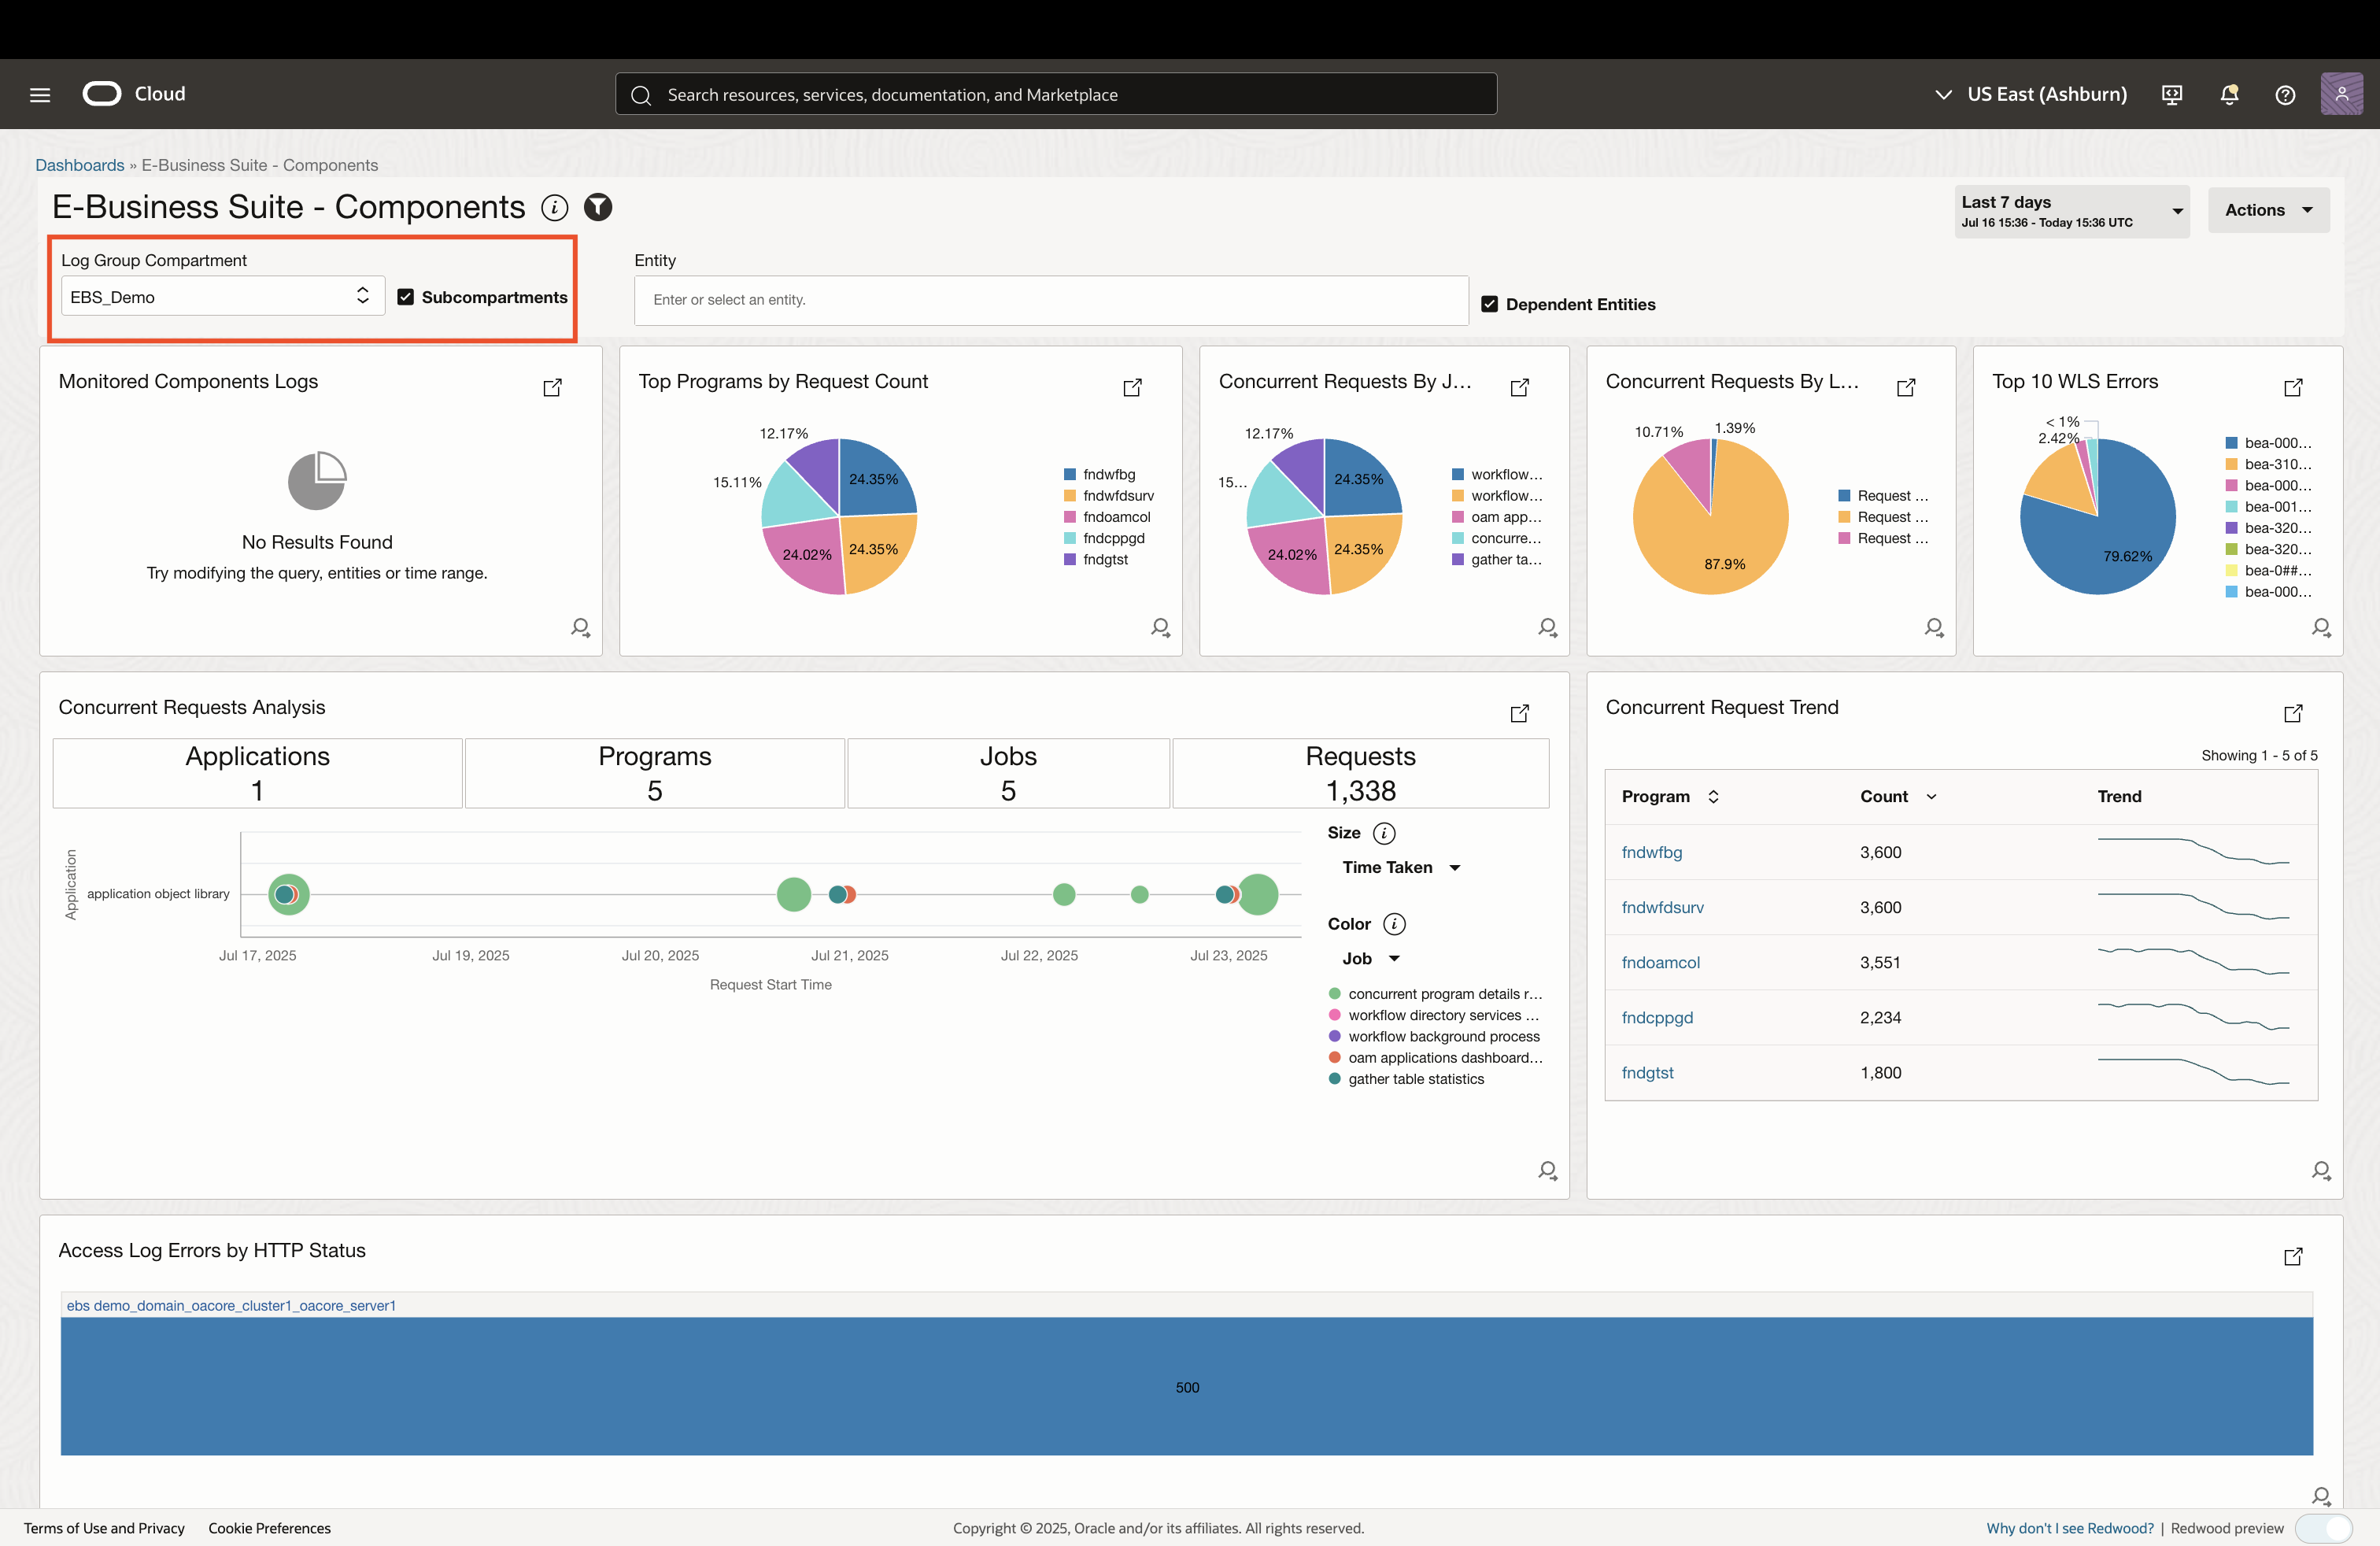 Cloud
Search resources, services, documentation, and Marketplace
US East (Ashburn)
Dashboards » E-Business Suite - Components
E-Business Suite - Components
Last 7 days
Jul 16 15:36 - Today 15:36 UTC
Actions
Log Group Compartment
EBS_Demo
Subcompartments
Entity
Enter or select an entity.
Dependent Entities
Monitored Components Logs
No Results Found
Try modifying the query, entities or time range.
Top Programs by Request Count
12.17%
24.35%
15.11%
24.02%
24.35%
fndwfbg
fndwfdsurv
fndoamcol
fndcppgd
fndgtst
Concurrent Requests By J...
12.17%
24.35%
15...
24.02%
24.35%
workflow...
workflow...
oam app...
concurre...
gather ta...
Concurrent Requests By L...
10.71%
1.39%
87.9%
Request ...
Request ...
Request ...
Top 10 WLS Errors
< 1%
2.42%
79.62%
bea-000...
bea-310...
bea-000...
bea-001...
bea-320...
bea-320...
bea-0##...
bea-000...
Concurrent Requests Analysis
Applications
1
Programs
5
Jobs
5
Requests
1,338
Application
application object library
Jul 17, 2025
Jul 19, 2025
Jul 20, 2025
Jul 21, 2025
Jul 22, 2025
Jul 23, 2025
Request Start Time
Size
Time Taken
Color
Job
concurrent program details r...
workflow directory services ...
workflow background process
oam applications dashboard...
gather table statistics
Concurrent Request Trend
Showing 1 - 5 of 5
Program Count Trend
fndwfbg 3,600
fndwfdsurv 3,600
fndoamcol 3,551
fndcppgd 2,234
fndgtst 1,800
Access Log Errors by HTTP Status
ebs demo_domain_oacore_cluster1_oacore_server1
500
Terms of Use and Privacy
Cookie Preferences
Copyright © 2025, Oracle and/or its affiliates. All rights reserved.
Why don't I see Redwood? | Redwood preview